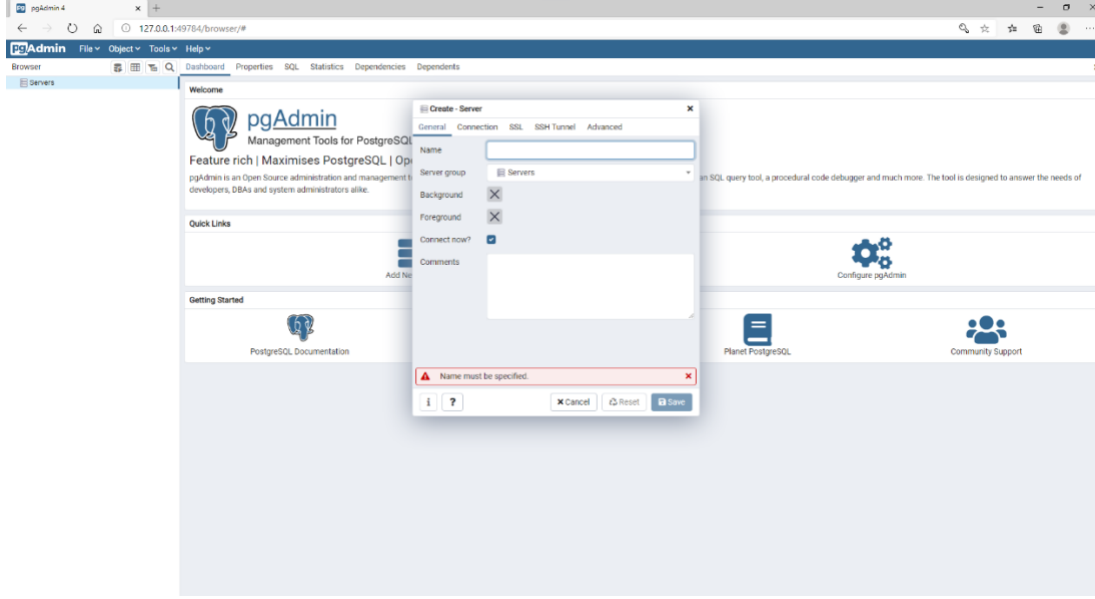 pgAdmin 4
127.0.0.1:49784/browser/#
pgAdmin File Object Tools Help
Browser
Dashboard Properties SQL Statistics Dependencies Dependents
Servers
Welcome
pgAdmin
Management Tools for PostgreSQL
Feature rich | Maximises PostgreSQL | Op
pgAdmin is an Open Source administration and management t
an SQL query tool, a procedural code debugger and much more. The tool is designed to answer the needs of
developers, DBAs and system administrators alike.
Quick Links
Add Ne
Configure pgAdmin
Getting Started
PostgreSQL Documentation
Planet PostgreSQL
Community Support
Create - Server
General Connection SSL SSH Tunnel Advanced
Name
Server group Servers
Background
Foreground
Connect now?
Comments
Name must be specified.
i ? Cancel Reset Save